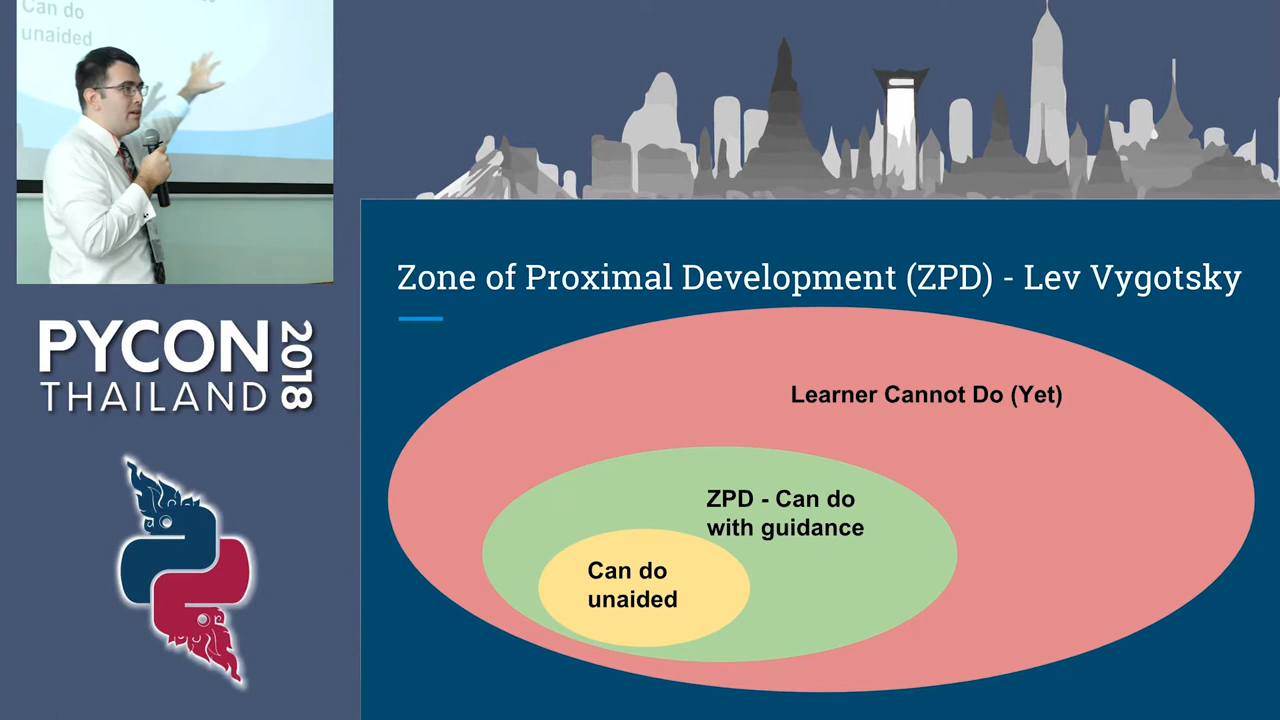 Can do
unaided
PYCON
THAILAND
2018
Zone of Proximal Development (ZPD) - Lev Vygotsky
Learner Cannot Do (Yet)
ZPD - Can do
with guidance
Can do
unaided